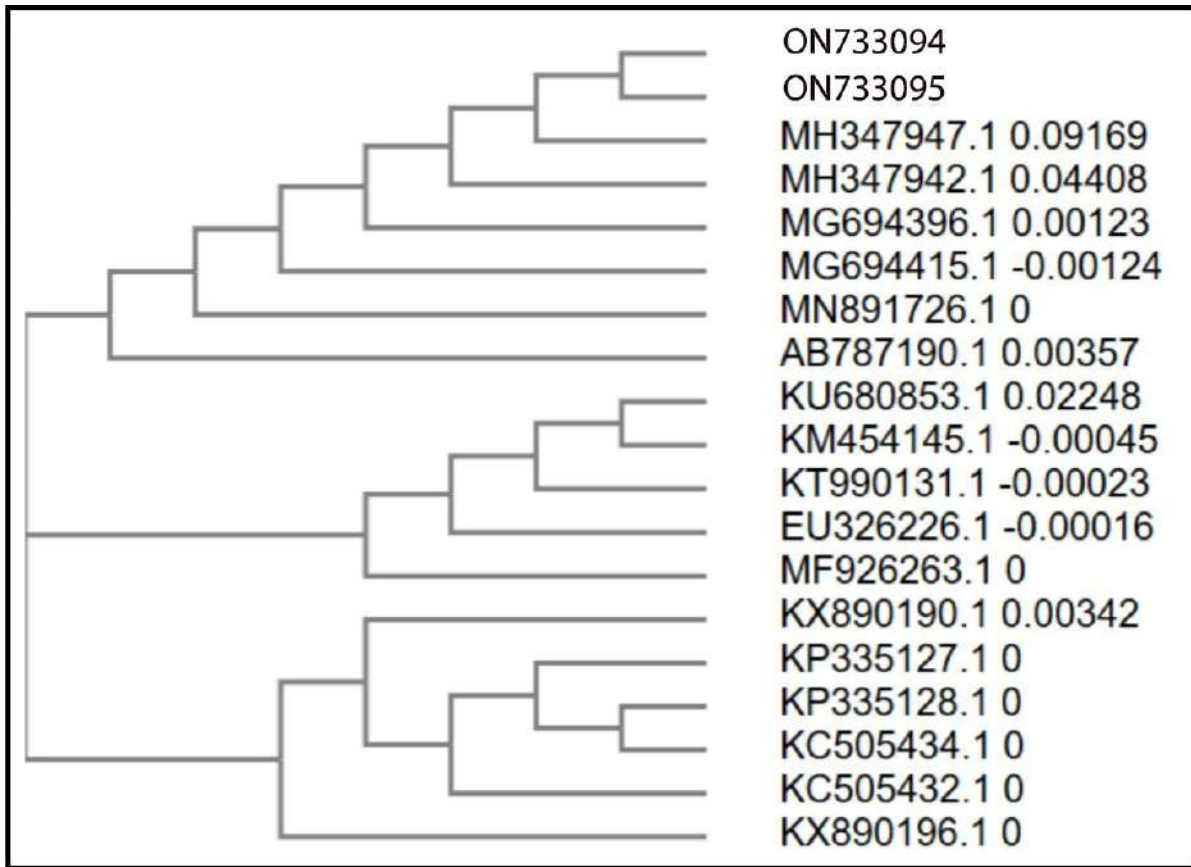 ON733094
ON733095
MH347947.1 0.09169
MH347942.1 0.04408
MG694396.1 0.00123
MG694415.1 -0.00124
MN891726.1 0
AB787190.1 0.00357
KU680853.1 0.02248
KM454145.1 -0.00045
KT990131.1 -0.00023
EU326226.1 -0.00016
MF926263.1 0
KX890190.1 0.00342
KP335127.1 0
KP335128.1 0
KC505434.1 0
KC505432.1 0
KX890196.1 0